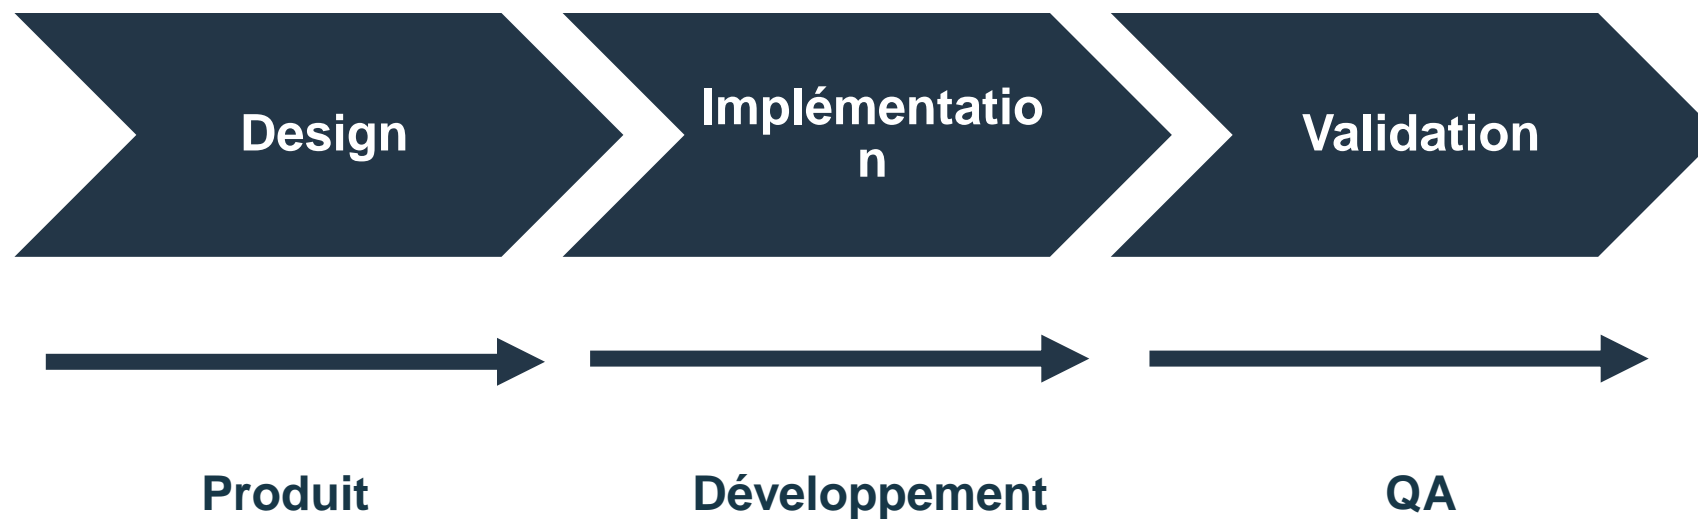 Design
Implémentatio
n
Validation
Produit
Développement
QA